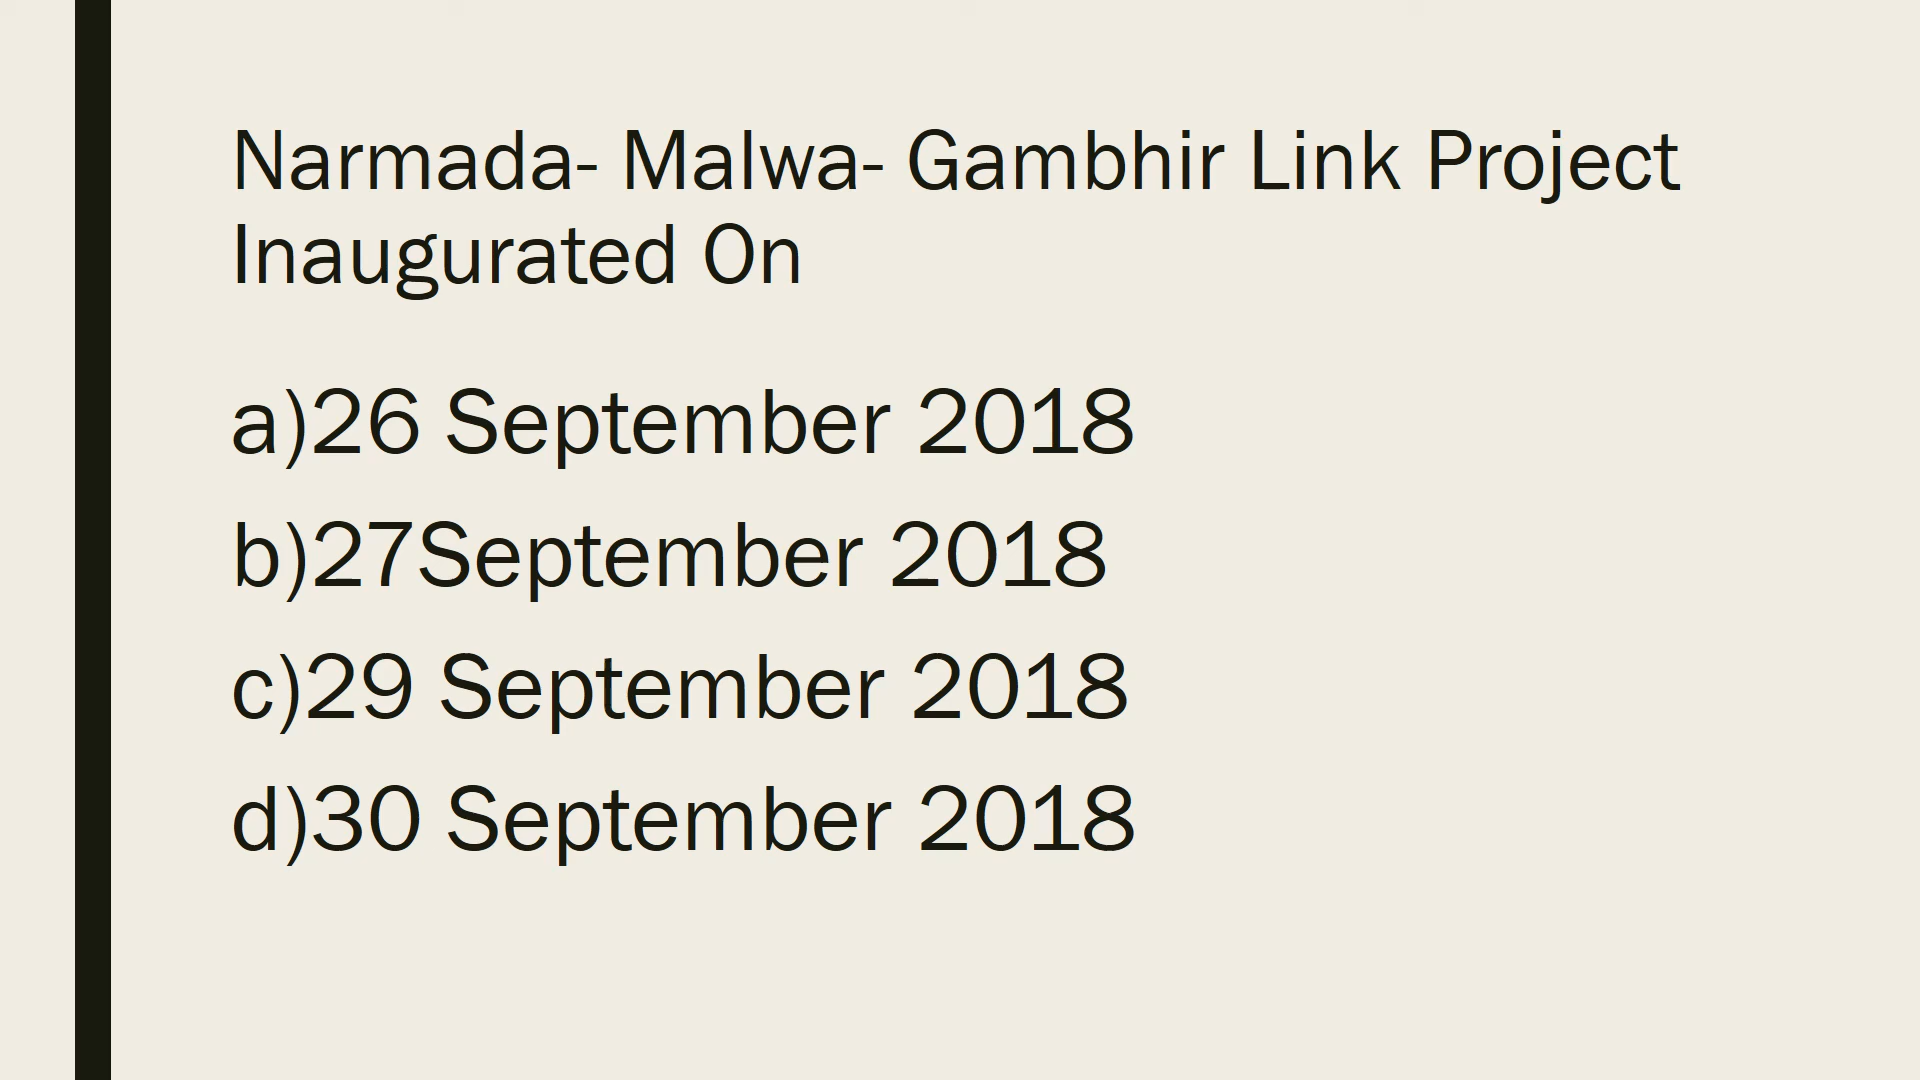 Narmada- Malwa- Gambhir Link Project
Inaugurated On
a)26 September 2018
b)27September 2018
c)29 September 2018
d)30 September 2018